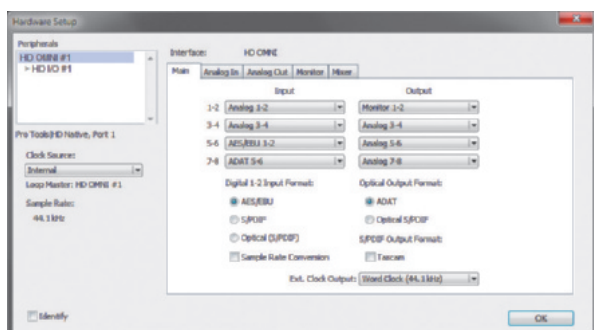 Hardware Setup
Peripherals
HD OMNI #1
> HD I/O #1
Pro Tools|HD Native, Port 1
Clock Source:
Internal
Loop Master: HD OMNI #1
Sample Rate:
44.1 kHz
Identify
Interface: HD OMNI
Main Analog In Analog Out Monitor Mixer
Input Output
1-2 Analog 1-2 Monitor 1-2
3-4 Analog 3-4 Analog 3-4
5-6 AES/EBU 1-2 Analog 5-6
7-8 ADAT 5-6 Analog 7-8
Digital 1-2 Input Format: Optical Output Format:
AES/EBU ADAT
S/PDIF Optical S/PDIF
Optical (S/PDIF) S/PDIF Output Format:
Sample Rate Conversion Tascam
Ext. Clock Output: Word Clock (44.1 kHz)
OK